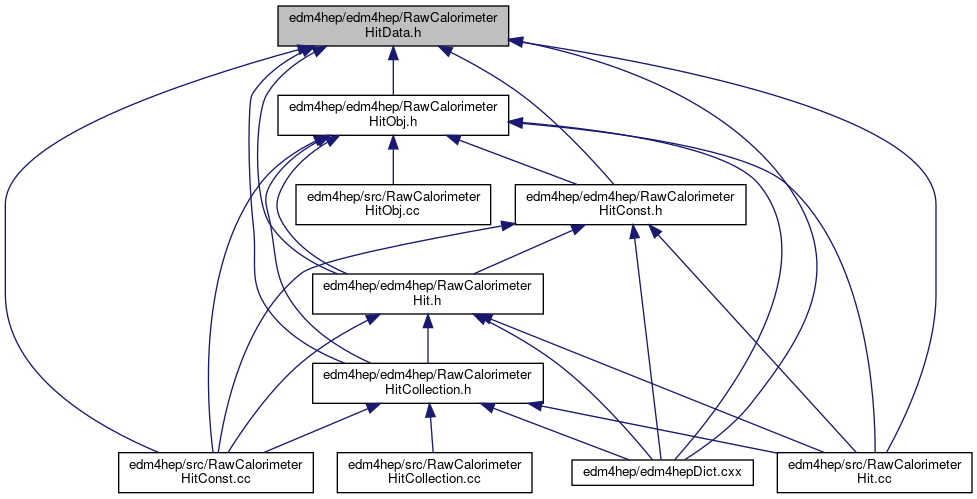 edm4hep/edm4hep/RawCalorimeter
HitData.h
edm4hep/edm4hep/RawCalorimeter
HitObj.h
edm4hep/src/RawCalorimeter
HitObj.cc
edm4hep/edm4hep/RawCalorimeter
HitConst.h
edm4hep/edm4hep/RawCalorimeter
Hit.h
edm4hep/edm4hep/RawCalorimeter
HitCollection.h
edm4hep/src/RawCalorimeter
HitConst.cc
edm4hep/src/RawCalorimeter
HitCollection.cc
edm4hep/edm4hepDict.cxx
edm4hep/src/RawCalorimeter
Hit.cc